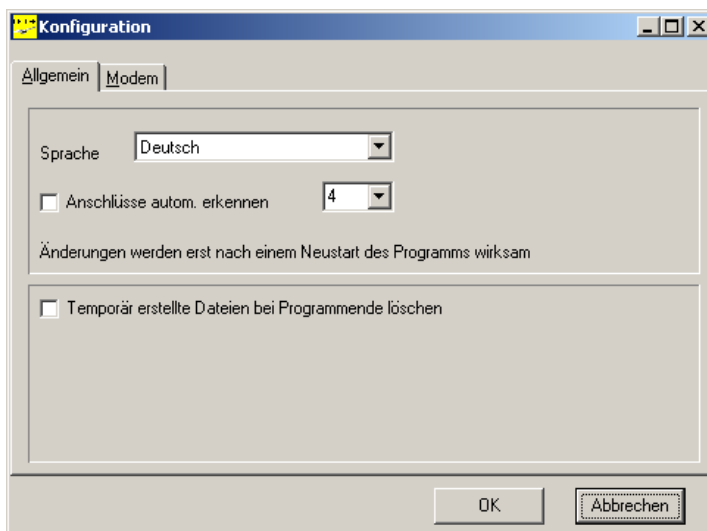 Konfiguration
Allgemein Modem
Sprache Deutsch
Anschlüsse autom. erkennen 4
Änderungen werden erst nach einem Neustart des Programms wirksam
Temporär erstellte Dateien bei Programmende löschen
OK Abbrechen